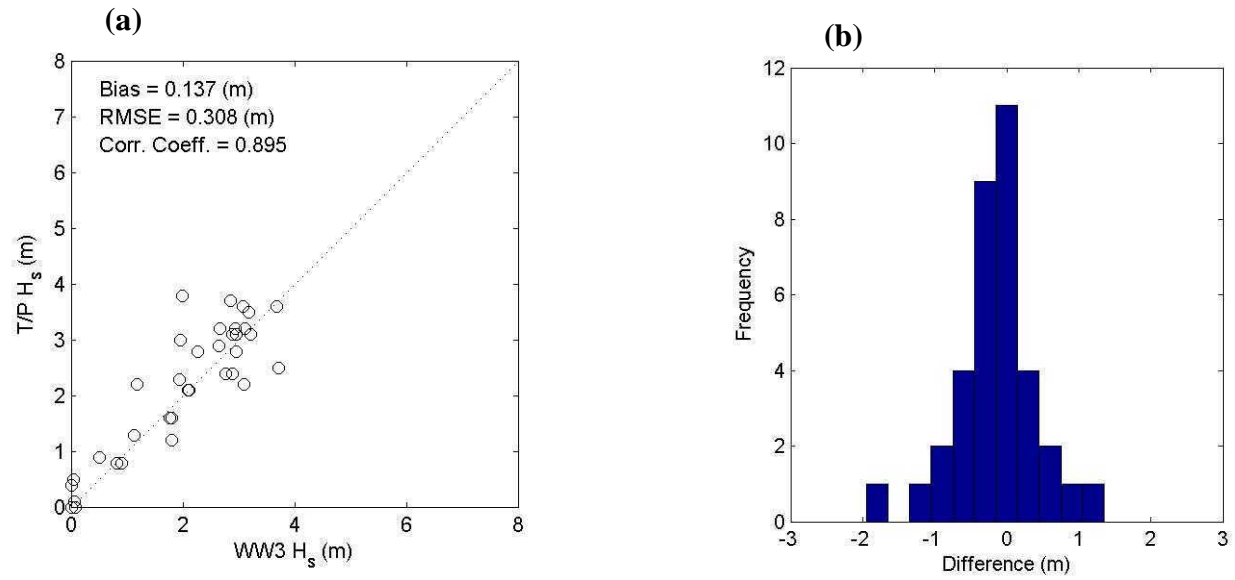 (a)
8
7
6
5
4
3
2
1
0
0 2 4 6 8
Bias = 0.137 (m)
RMSE = 0.308 (m)
Corr. Coeff. = 0.895
T/P Hs (m)
WW3 Hs (m)
(b)
12
10
8
6
4
2
0
-3 -2 -1 0 1 2 3
Frequency
Difference (m)